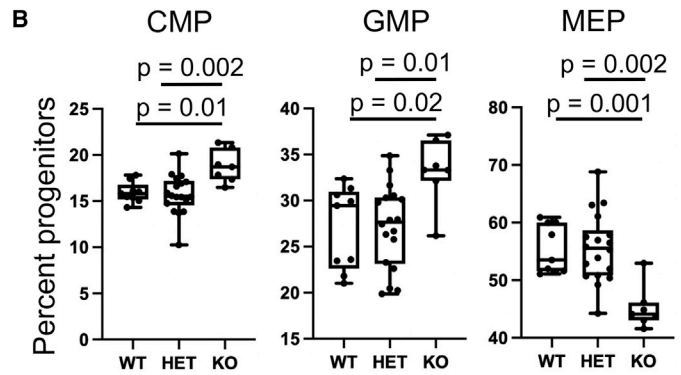 B
CMP
GMP
MEP
p = 0.002
p = 0.01
p = 0.01
p = 0.02
p = 0.002
p = 0.001
Percent progenitors
25
20
15
10
5
0
WT HET KO
40
35
30
25
20
15
WT HET KO
80
70
60
50
40
WT HET KO